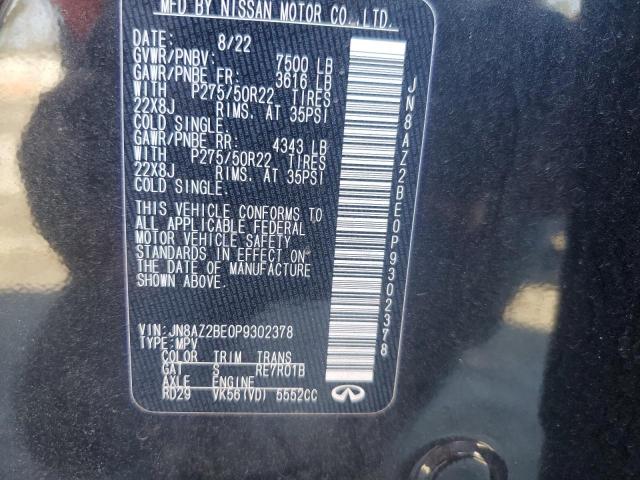 MFD BY NISSAN MOTOR CO.,LTD.
DATE: 8/22
GVWR/PNBV: 7500 LB
GAWR/PNBE FR: 3616 LB
WITH P275/50R22 TIRES
22X8J RIMS. AT 35PSI
COLD SINGLE.
GAWR/PNBE RR: 4343 LB
WITH P275/50R22 TIRES
22X8J RIMS. AT 35PSI
COLD SINGLE.
THIS VEHICLE CONFORMS TO
ALL APPLICABLE FEDERAL
MOTOR VEHICLE SAFETY
STANDARDS IN EFFECT ON
THE DATE OF MANUFACTURE
SHOWN ABOVE.
VIN: JN8AZ2BE0P9302378
TYPE: MPV
COLOR TRIM TRANS
GAT S RE7R01B
AXLE ENGINE
RD29 VK56(VD) 5552CC
JN8AZ2BE0P9302378